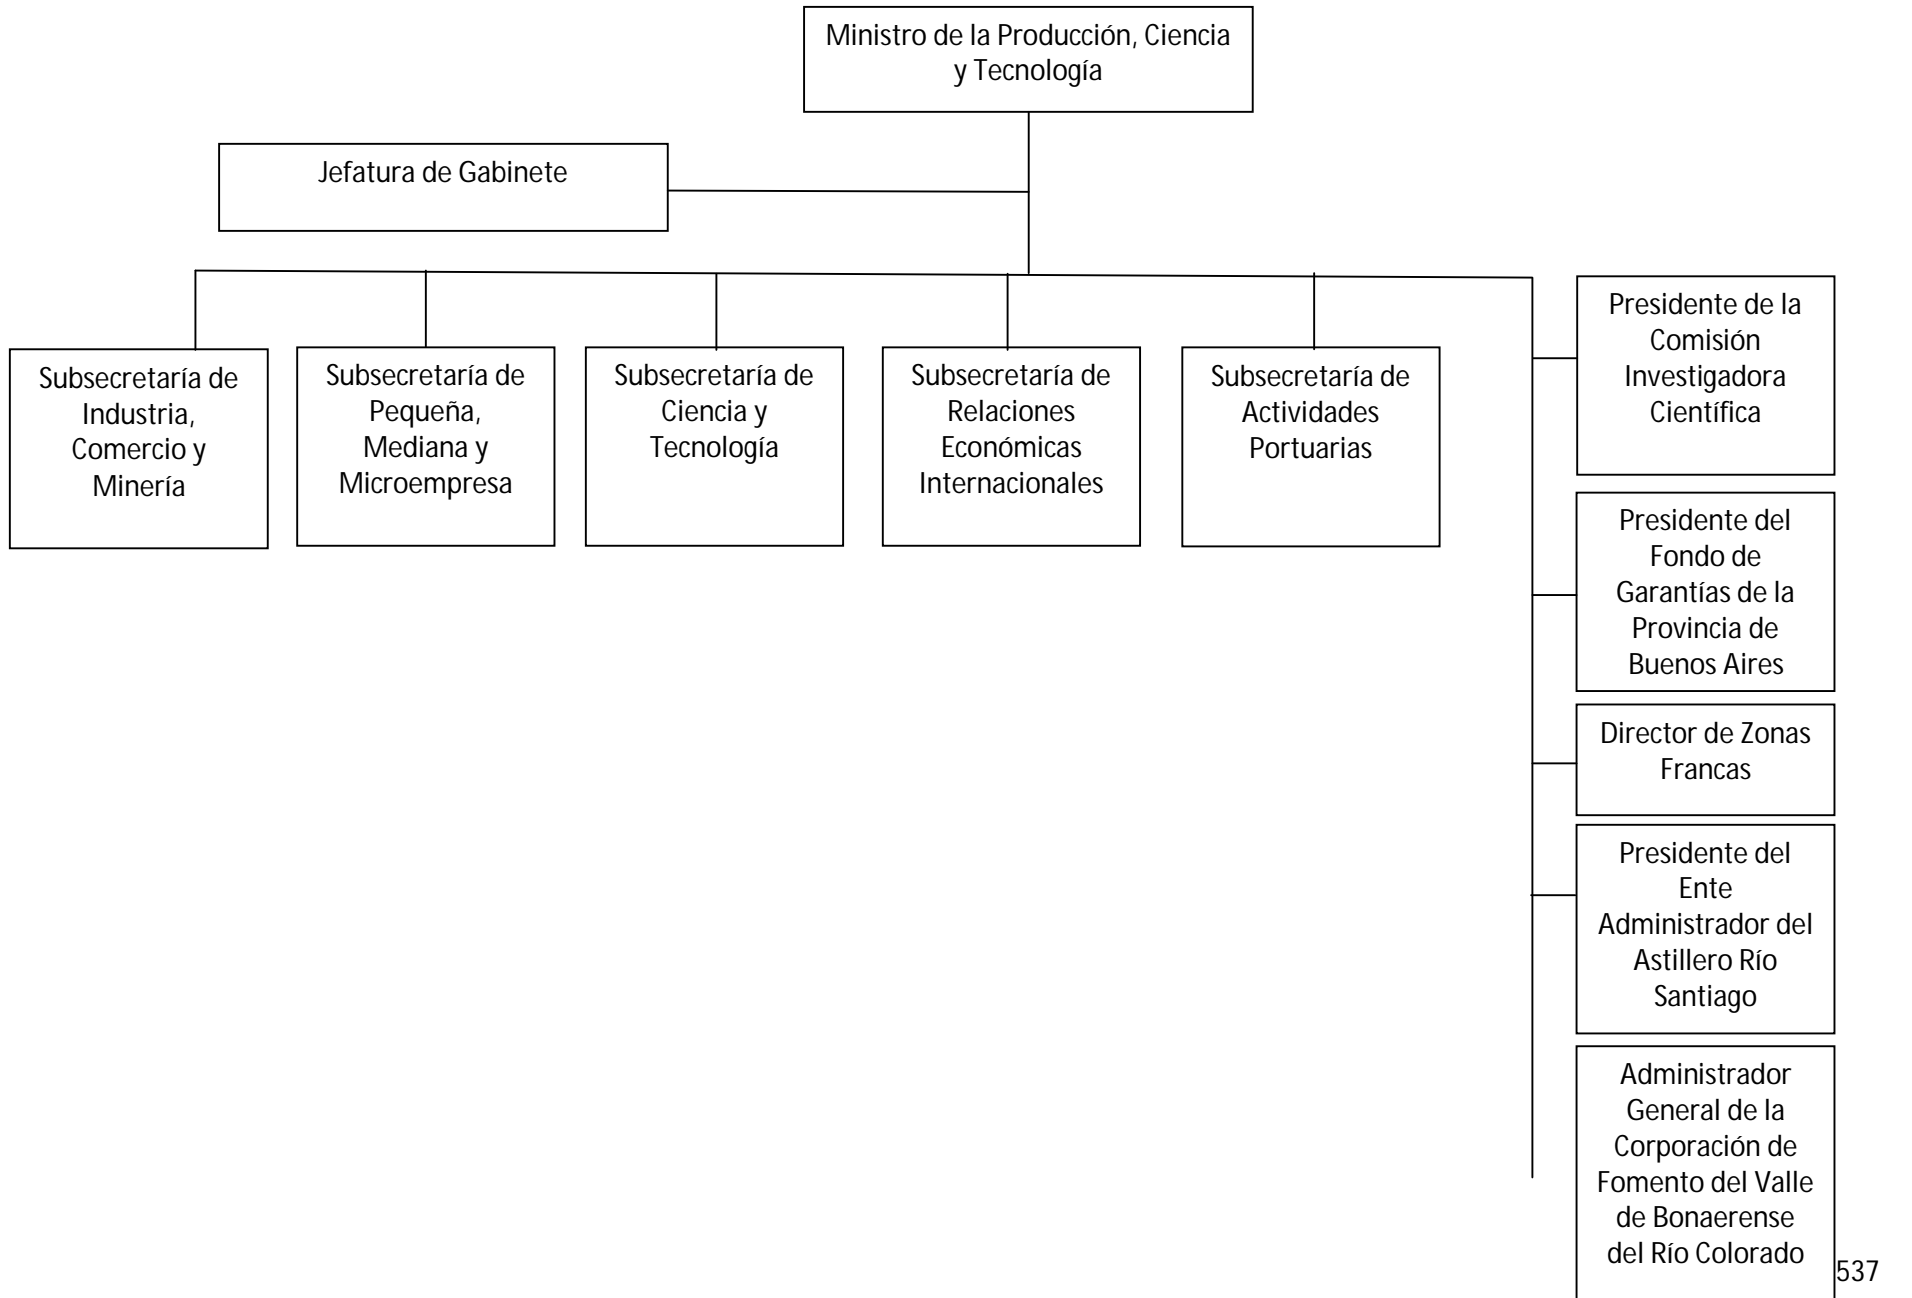 Ministro de la Producción, Ciencia
y Tecnología
Jefatura de Gabinete
Subsecretaría de
Industria,
Comercio y
Minería
Subsecretaría de
Pequeña,
Mediana y
Microempresa
Subsecretaría de
Ciencia y
Tecnología
Subsecretaría de
Relaciones
Económicas
Internacionales
Subsecretaría de
Actividades
Portuarias
Presidente de la
Comisión
Investigadora
Científica
Presidente del
Fondo de
Garantías de la
Provincia de
Buenos Aires
Director de Zonas
Francas
Presidente del
Ente
Administrador del
Astillero Río
Santiago
Administrador
General de la
Corporación de
Fomento del Valle
de Bonaerense
del Río Colorado
537